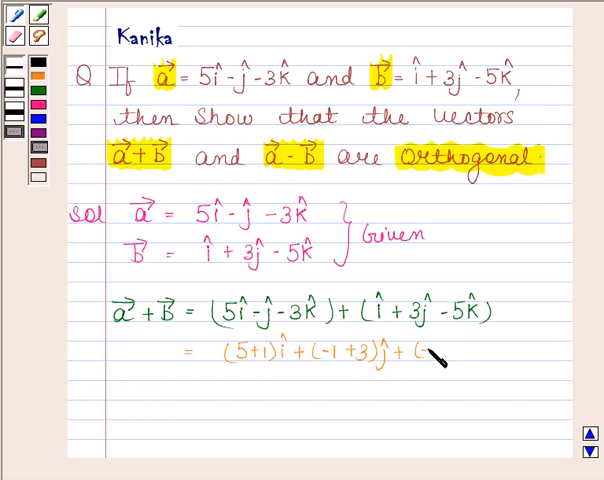 Kanika
Q If a⃗ = 5î - ĵ - 3k̂ and b⃗ = î + 3ĵ - 5k̂,
then show that the vectors
a⃗ + b⃗ and a⃗ - b⃗ are Orthogonal.
Sol a⃗ = 5î - ĵ - 3k̂
b⃗ = î + 3ĵ - 5k̂ } Given
a⃗ + b⃗ = (5î - ĵ - 3k̂) + (î + 3ĵ - 5k̂)
= (5+1)î + (-1+3)ĵ + (-